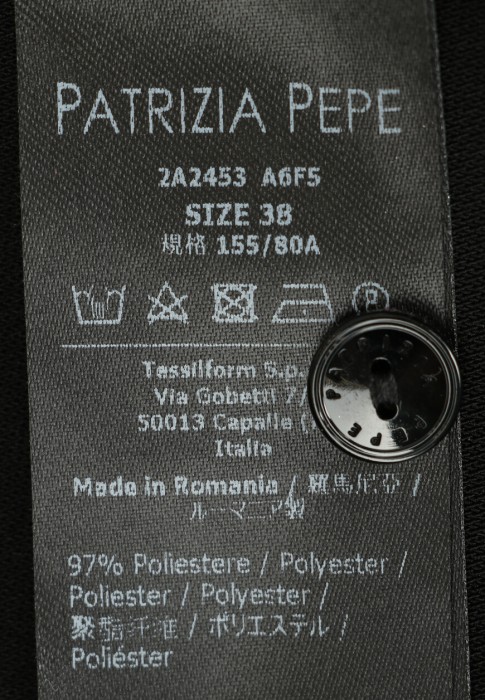 PATRIZIA PEPE
2A2453 A6F5
SIZE 38
規格 155/80A
P
Tessilform S.p.
Via Gobetti 7/
50013 Capalle (
Italia
Made in Romania / 羅馬尼亞 /
ルーマニア製
97% Poliestere / Polyester /
Poliester / Polyester /
聚酯纤维 / ポリエステル /
Poliéster